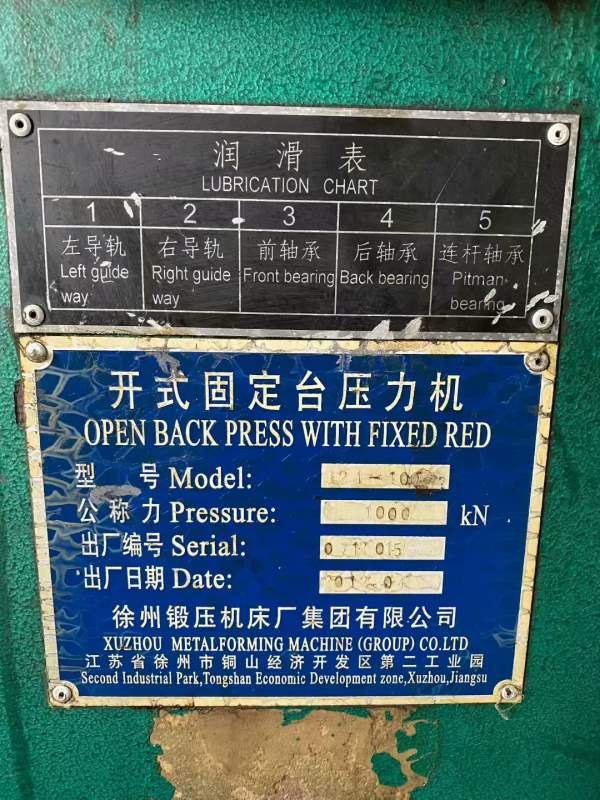 润滑表
LUBRICATION CHART
1 2 3 4 5
左导轨 右导轨 前轴承 后轴承 连杆轴承
Left guide Right guide Front bearing Back bearing Pitman
way way bearing
开式固定台压力机
OPEN BACK PRESS WITH FIXED RED
型 号 Model:
公称力 Pressure: 1000 kN
出厂编号 Serial:
出厂日期 Date:
徐州锻压机床厂集团有限公司
XUZHOU METALFORMING MACHINE (GROUP) CO.LTD
江苏省徐州市铜山经济开发区第二工业园
Second Industrial Park,Tongshan Economic Development zone,Xuzhou,Jiangsu